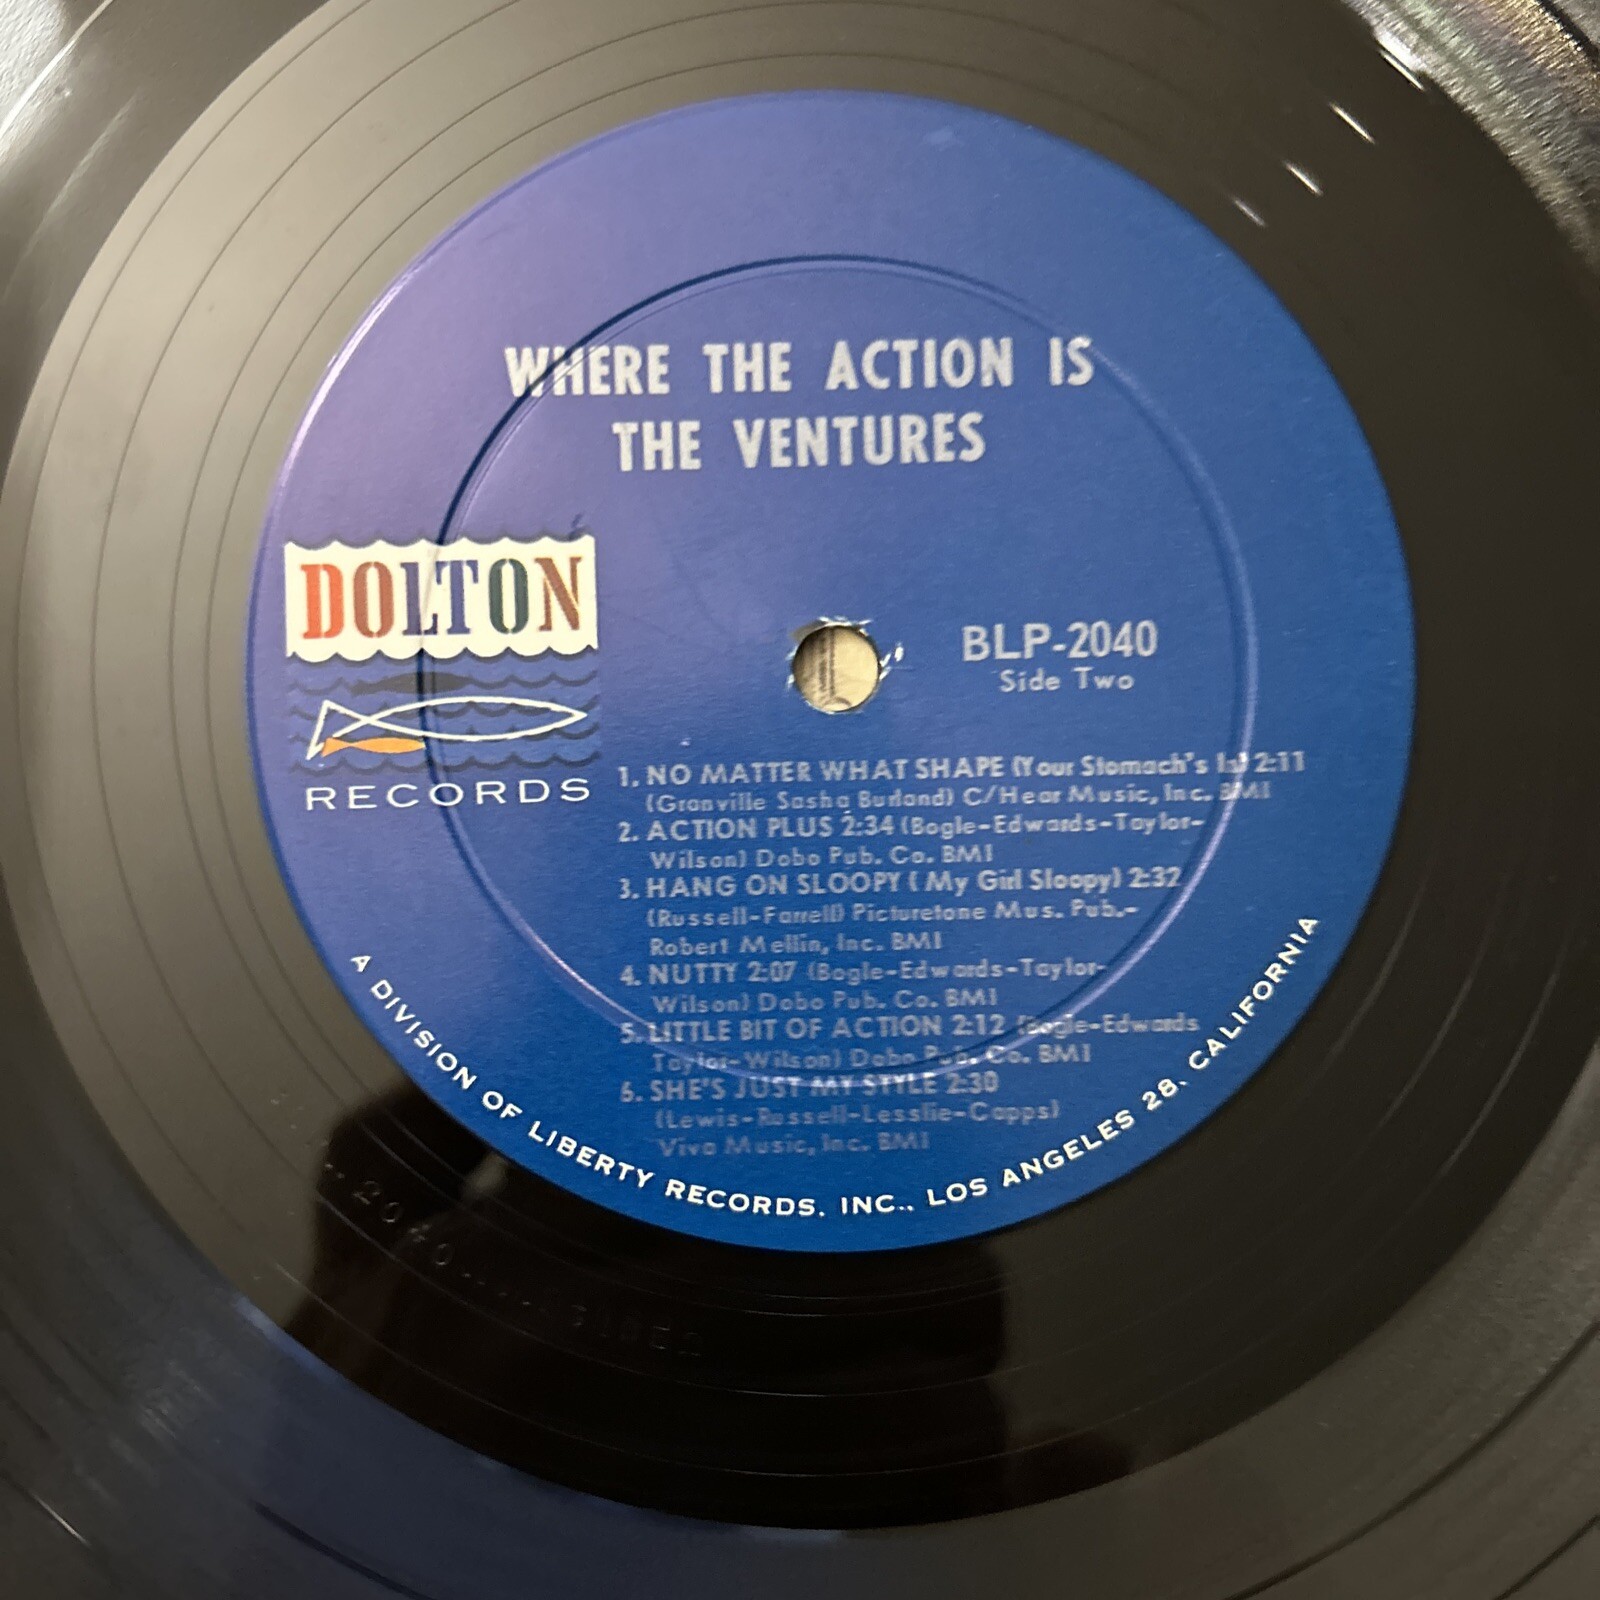 WHERE THE ACTION IS
THE VENTURES
DOLTON
RECORDS
BLP-2040
Side Two
1. NO MATTER WHAT SHAPE (Your Stomach's Is) 2:11
(Granville Sasha Burland) C/Hear Music, Inc. BMI
2. ACTION PLUS 2:34 (Bogle-Edwards-Taylor-
Wilson) Dobo Pub. Co. BMI
3. HANG ON SLOOPY ( My Girl Sloopy) 2:32
(Russell-Farrell) Picturetone Mus. Pub.-
Robert Mellin, Inc. BMI
4. NUTTY 2:07 (Bogle-Edwards-Taylor-
Wilson) Dobo Pub. Co. BMI
5. LITTLE BIT OF ACTION 2:12 (Bogle-Edwards
Taylor-Wilson) Dobo Pub. Co. BMI
6. SHE'S JUST MY STYLE 2:30
(Lewis-Russell-Lesslie-Capps)
Viva Music, Inc. BMI
A DIVISION OF LIBERTY RECORDS, INC., LOS ANGELES 28, CALIFORNIA
2040